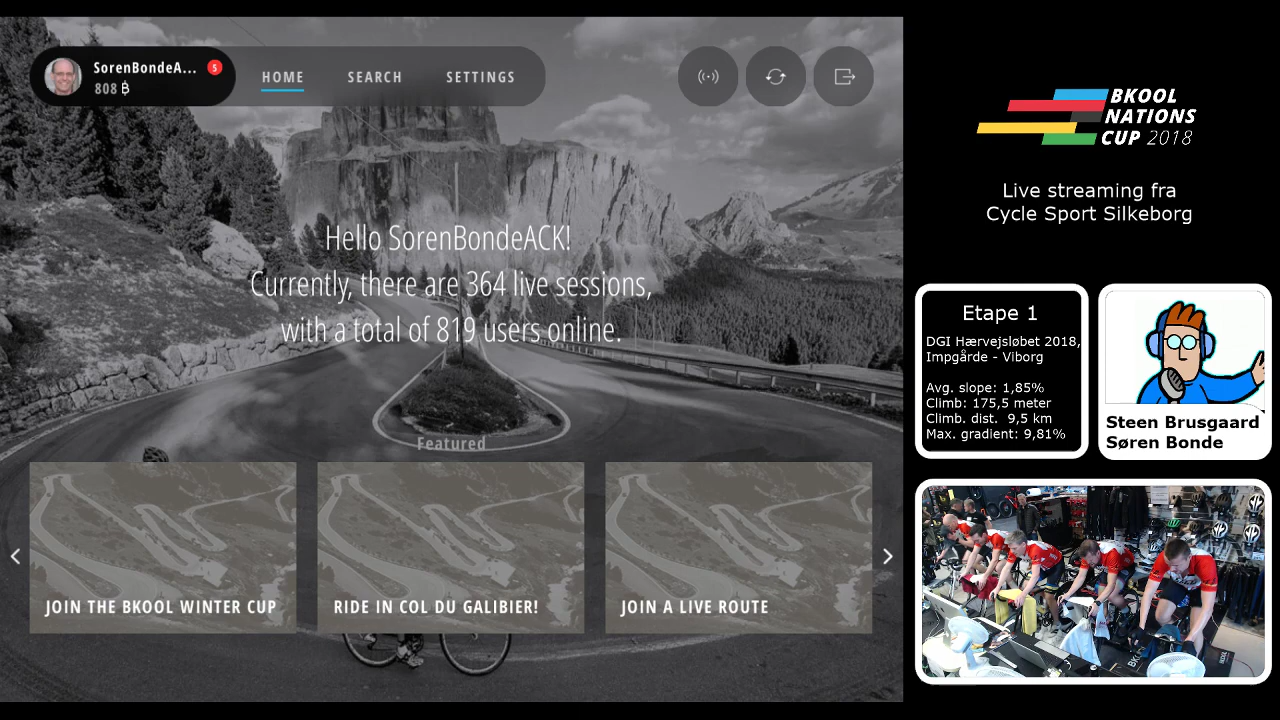 SorenBondeA...
5
808 ₿
HOME
SEARCH
SETTINGS
Hello SorenBondeACK!
Currently, there are 364 live sessions,
with a total of 819 users online.
Featured
JOIN THE BKOOL WINTER CUP
RIDE IN COL DU GALIBIER!
JOIN A LIVE ROUTE
BKOOL
NATIONS
CUP 2018
Live streaming fra
Cycle Sport Silkeborg
Etape 1
DGI Hærvejsløbet 2018,
Impgårde - Viborg
Avg. slope: 1,85%
Climb: 175,5 meter
Climb. dist. 9,5 km
Max. gradient: 9,81%
Steen Brusgaard
Søren Bonde
BKOOL